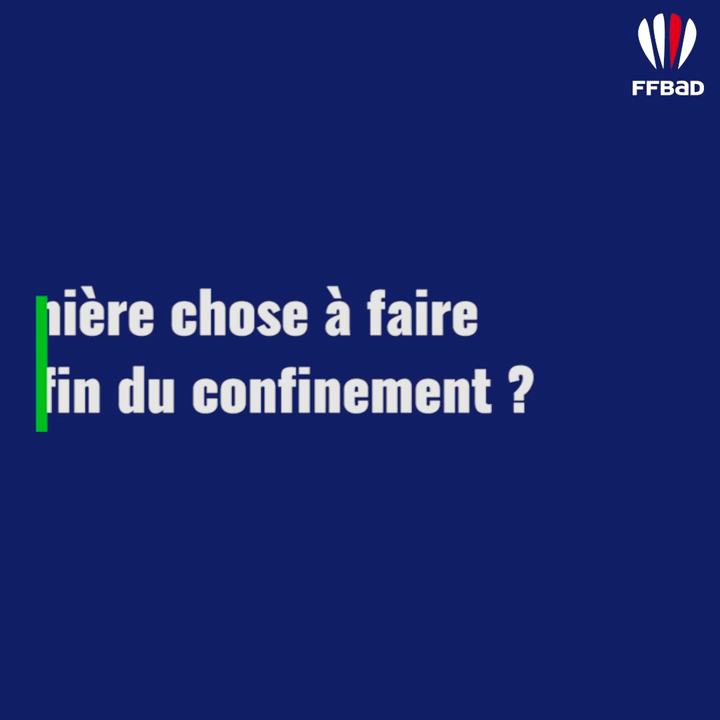 FFBaD
nière chose à faire
fin du confinement ?